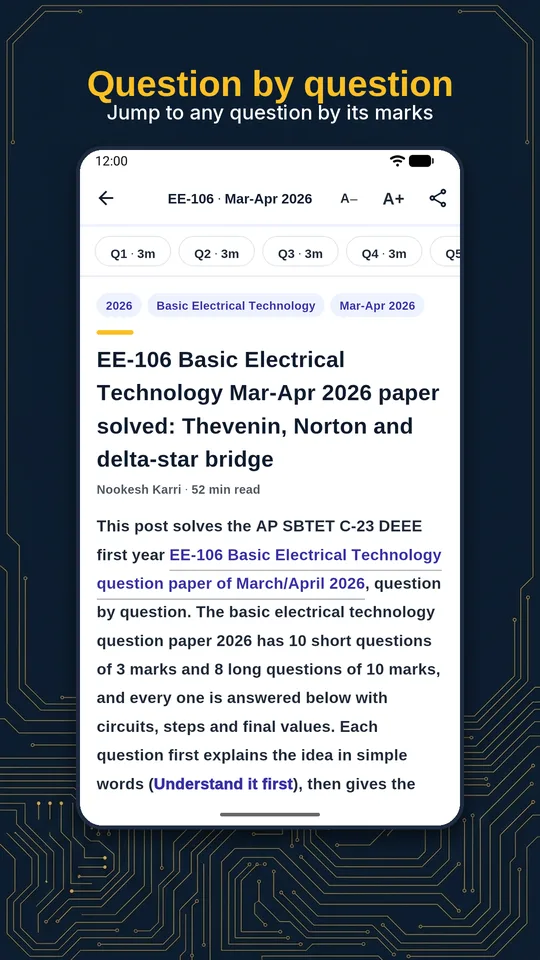 Question by question
Jump to any question by its marks
12:00
EE-106 · Mar-Apr 2026 A– A+
Q1 · 3m Q2 · 3m Q3 · 3m Q4 · 3m Q5
2026 Basic Electrical Technology Mar-Apr 2026
EE-106 Basic Electrical
Technology Mar-Apr 2026 paper
solved: Thevenin, Norton and
delta-star bridge
Nookesh Karri · 52 min read
This post solves the AP SBTET C-23 DEEE
first year EE-106 Basic Electrical Technology
question paper of March/April 2026, question
by question. The basic electrical technology
question paper 2026 has 10 short questions
of 3 marks and 8 long questions of 10 marks,
and every one is answered below with
circuits, steps and final values. Each
question first explains the idea in simple
words (Understand it first), then gives the